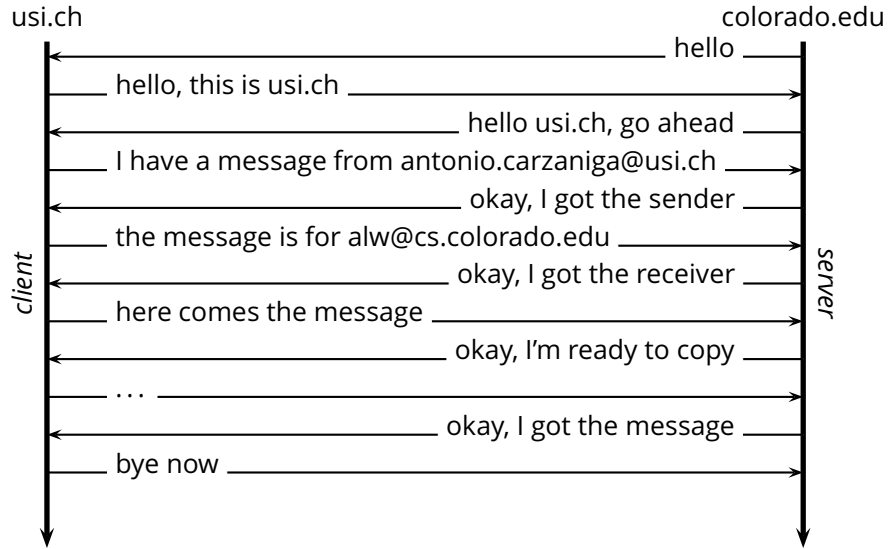 usi.ch
colorado.edu
hello
hello, this is usi.ch
hello usi.ch, go ahead
I have a message from antonio.carzaniga@usi.ch
okay, I got the sender
the message is for alw@cs.colorado.edu
okay, I got the receiver
here comes the message
okay, I’m ready to copy
. . .
okay, I got the message
bye now
client
server